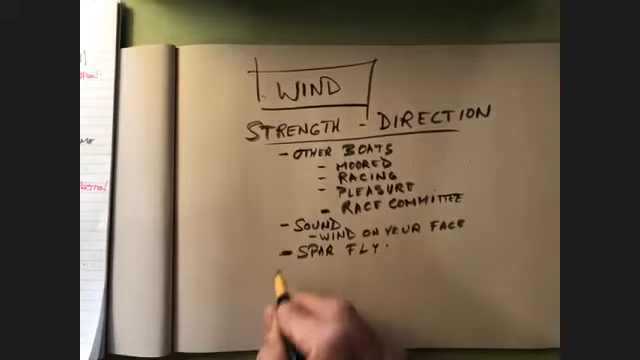 WIND
STRENGTH - DIRECTION
- OTHER BOATS
- MOORED
- RACING
- PLEASURE
- RACE COMMITTEE
- SOUND
- WIND ON YOUR FACE
- SPAR FLY.